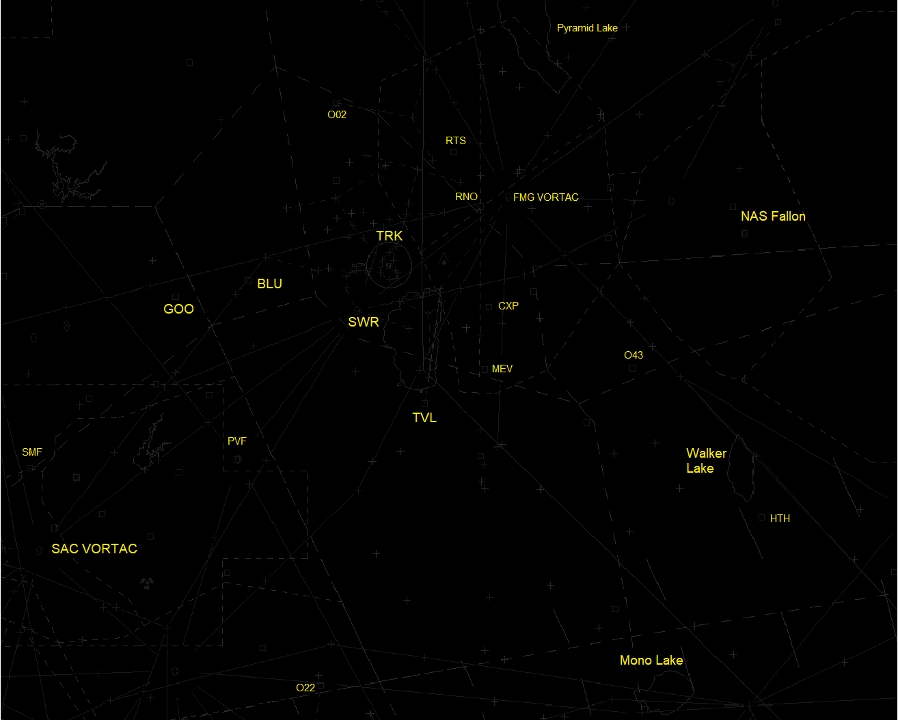 Pyramid Lake
O02
RTS
RNO
FMG VORTAC
NAS Fallon
TRK
BLU
GOO
CXP
SWR
O43
MEV
TVL
PVF
SMF
Walker
Lake
HTH
SAC VORTAC
Mono Lake
O22